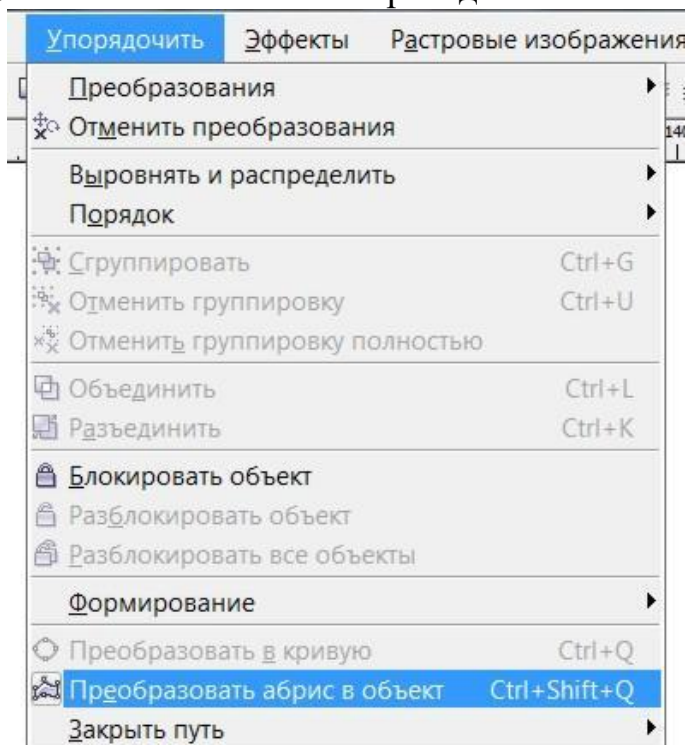 Упорядочить Эффекты Растровые изображения
Преобразования
Отменить преобразования
140
Выровнять и распределить
Порядок
Сгруппировать Ctrl+G
Отменить группировку Ctrl+U
Отменить группировку полностью
Объединить Ctrl+L
Разъединить Ctrl+K
Блокировать объект
Разблокировать объект
Разблокировать все объекты
Формирование
Преобразовать в кривую Ctrl+Q
Преобразовать абрис в объект Ctrl+Shift+Q
Закрыть путь